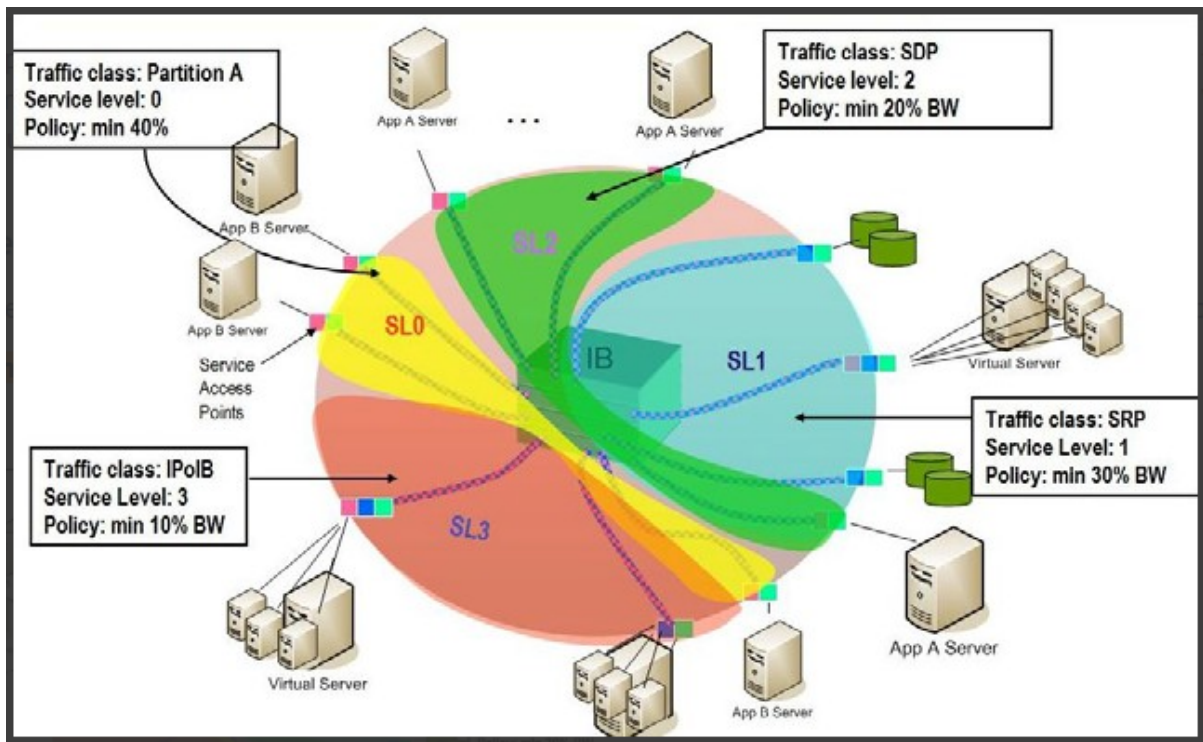 Traffic class: Partition A
Service level: 0
Policy: min 40%
Traffic class: SDP
Service level: 2
Policy: min 20% BW
App A Server
...
App A Server
App B Server
App B Server
Service
Access
Points
SL2
SL0
IB
SL1
Virtual Server
Traffic class: SRP
Service Level: 1
Policy: min 30% BW
Traffic class: IPoIB
Service Level: 3
Policy: min 10% BW
SL3
Virtual Server
App B Server
App A Server